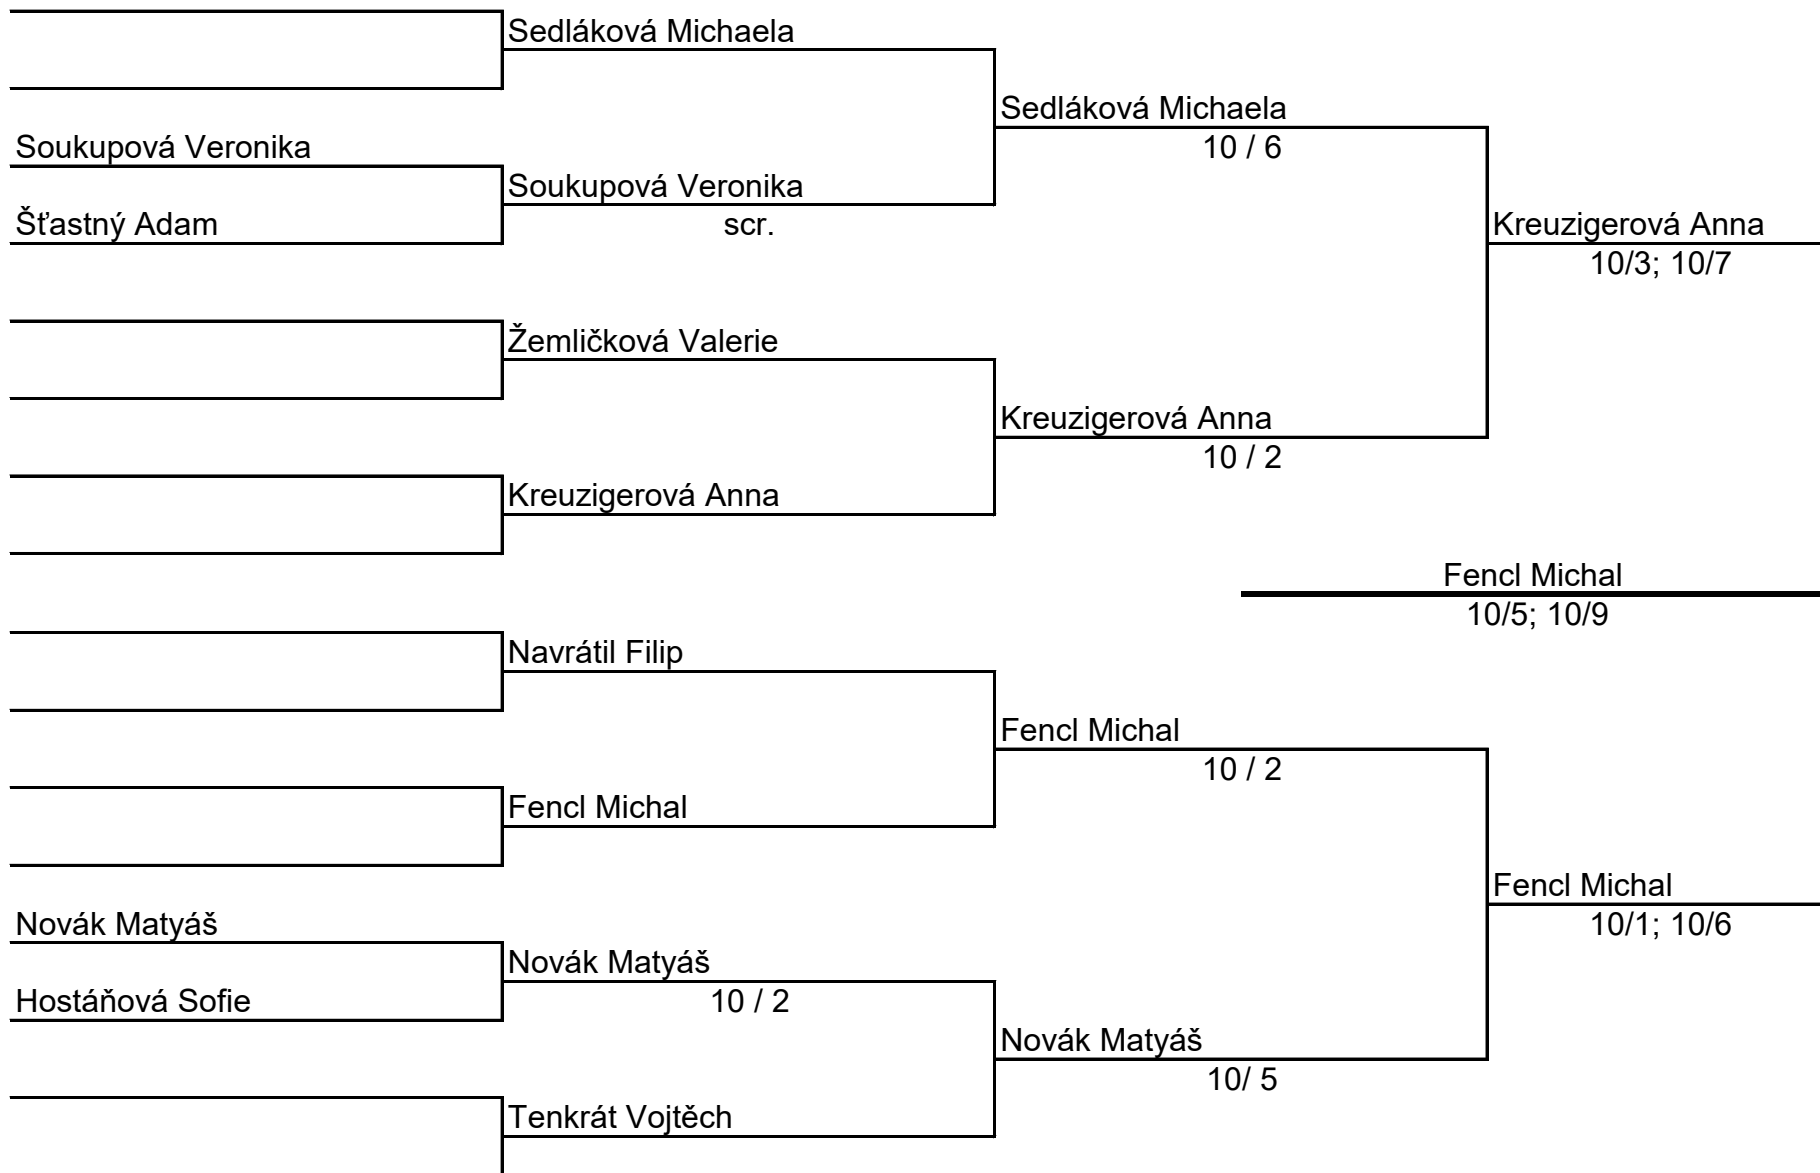 Sedláková Michaela
Sedláková Michaela
10 / 6
Soukupová Veronika
Soukupová Veronika
scr.
Šťastný Adam
Kreuzigerová Anna
10/3; 10/7
Žemličková Valerie
Kreuzigerová Anna
10 / 2
Kreuzigerová Anna
Fencl Michal
10/5; 10/9
Navrátil Filip
Fencl Michal
10 / 2
Fencl Michal
Fencl Michal
10/1; 10/6
Novák Matyáš
Novák Matyáš
10 / 2
Hostáňová Sofie
Novák Matyáš
10/ 5
Tenkrát Vojtěch